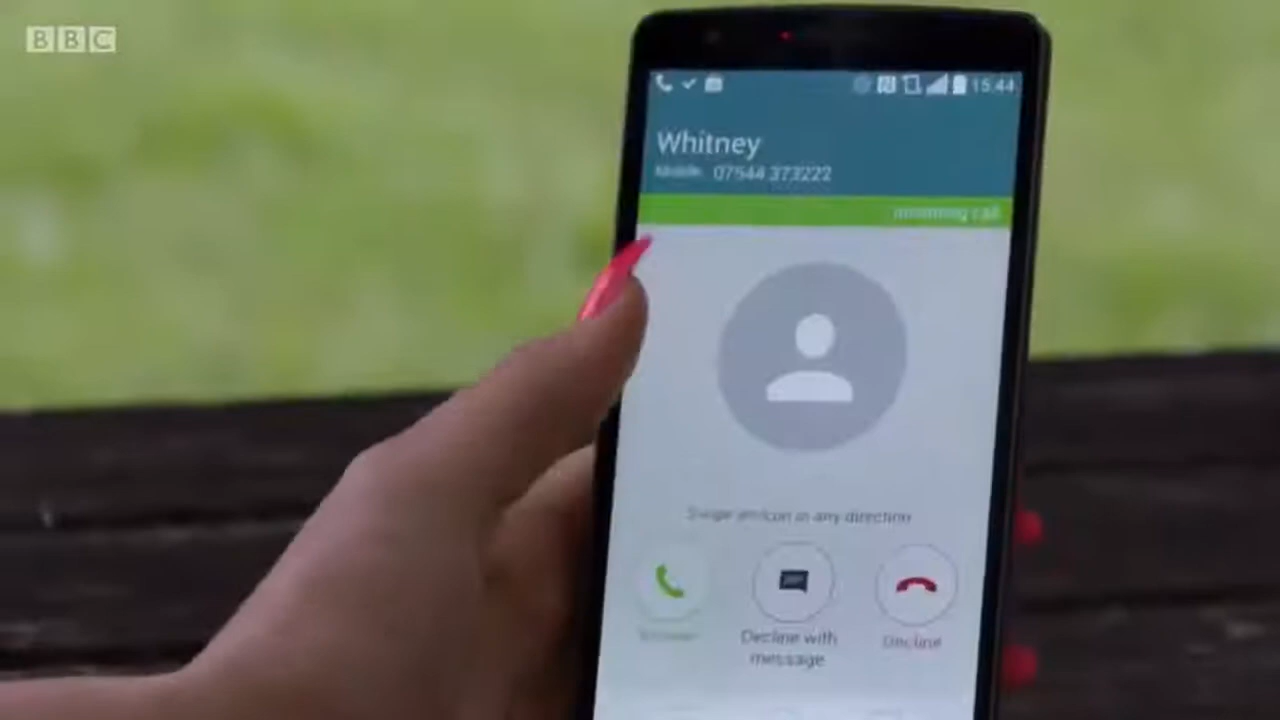 BBC
15:44
Whitney
Mobile 07544 373222
incoming call
Swipe an icon in any direction
Answer
Decline with
message
Decline